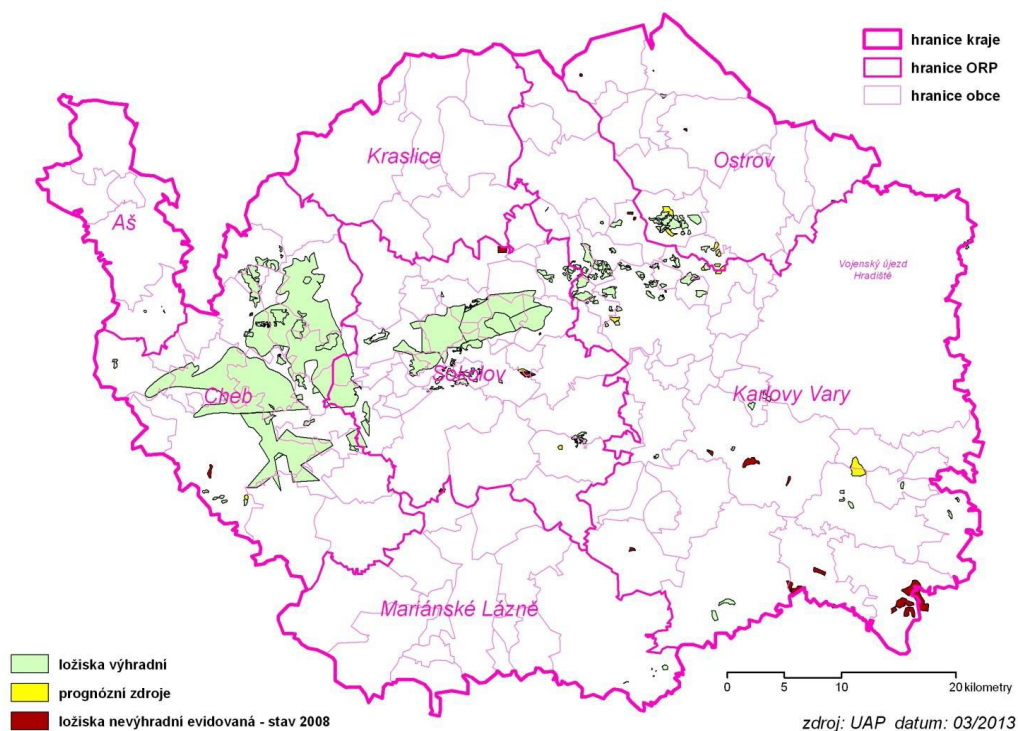 hranice kraje
hranice ORP
hranice obce
Kraslice
Ostrov
Aš
Vojenský újezd
Hradiště
Sokolov
Cheb
Karlovy Vary
Mariánské Lázně
ložiska výhradní
prognózní zdroje
ložiska nevýhradní evidovaná - stav 2008
0 5 10 20 kilometry
zdroj: UAP datum: 03/2013